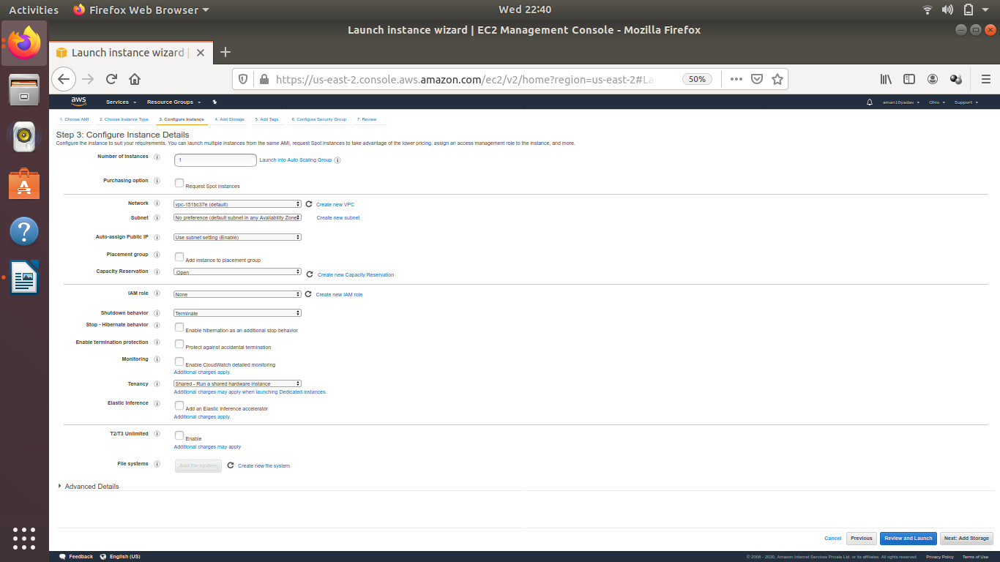 Activities Firefox Web Browser Wed 22:40
Launch instance wizard | EC2 Management Console - Mozilla Firefox
Launch instance wizard |
https://us-east-2.console.aws.amazon.com/ec2/v2/home?region=us-east-2#La 50%
aws Services Resource Groups aman10yadav Ohio Support
1. Choose AMI 2. Choose Instance Type 3. Configure Instance 4. Add Storage 5. Add Tags 6. Configure Security Group 7. Review
Step 3: Configure Instance Details
Configure the instance to suit your requirements. You can launch multiple instances from the same AMI, request Spot instances to take advantage of the lower pricing, assign an access management role to the instance, and more.
Number of instances 1 Launch into Auto Scaling Group
Purchasing option Request Spot instances
Network vpc-151bc37e (default) Create new VPC
Subnet No preference (default subnet in any Availability Zone Create new subnet
Auto-assign Public IP Use subnet setting (Enable)
Placement group Add instance to placement group
Capacity Reservation Open Create new Capacity Reservation
IAM role None Create new IAM role
Shutdown behavior Terminate
Stop - Hibernate behavior Enable hibernation as an additional stop behavior
Enable termination protection Protect against accidental termination
Monitoring Enable CloudWatch detailed monitoring
Additional charges apply.
Tenancy Shared - Run a shared hardware instance
Additional charges may apply when launching Dedicated instances.
Elastic Inference Add an Elastic Inference accelerator
Additional charges apply.
T2/T3 Unlimited Enable
Additional charges may apply
File systems Add file system Create new file system
Advanced Details
Cancel Previous Review and Launch Next: Add Storage
Feedback English (US) © 2008 - 2020, Amazon Internet Services Private Ltd. or its affiliates. All rights reserved. Privacy Policy Terms of Use